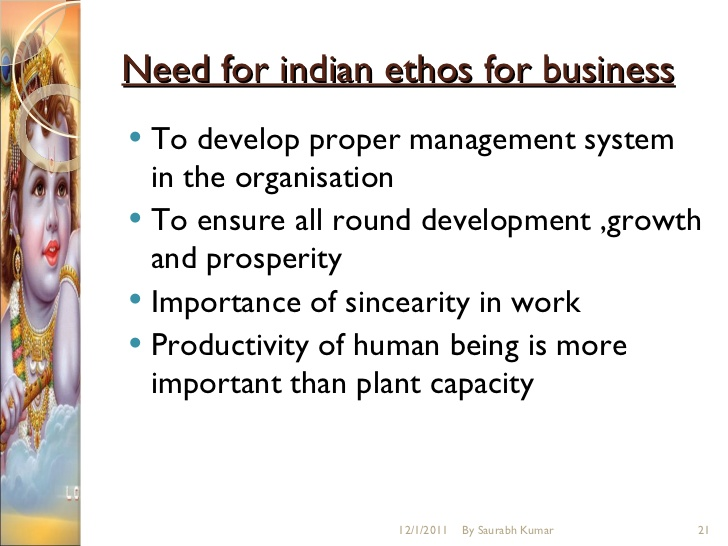 Need for indian ethos for business
• To develop proper management system
in the organisation
• To ensure all round development ,growth
and prosperity
• Importance of sincearity in work
• Productivity of human being is more
important than plant capacity
LO
12/1/2011 By Saurabh Kumar 21